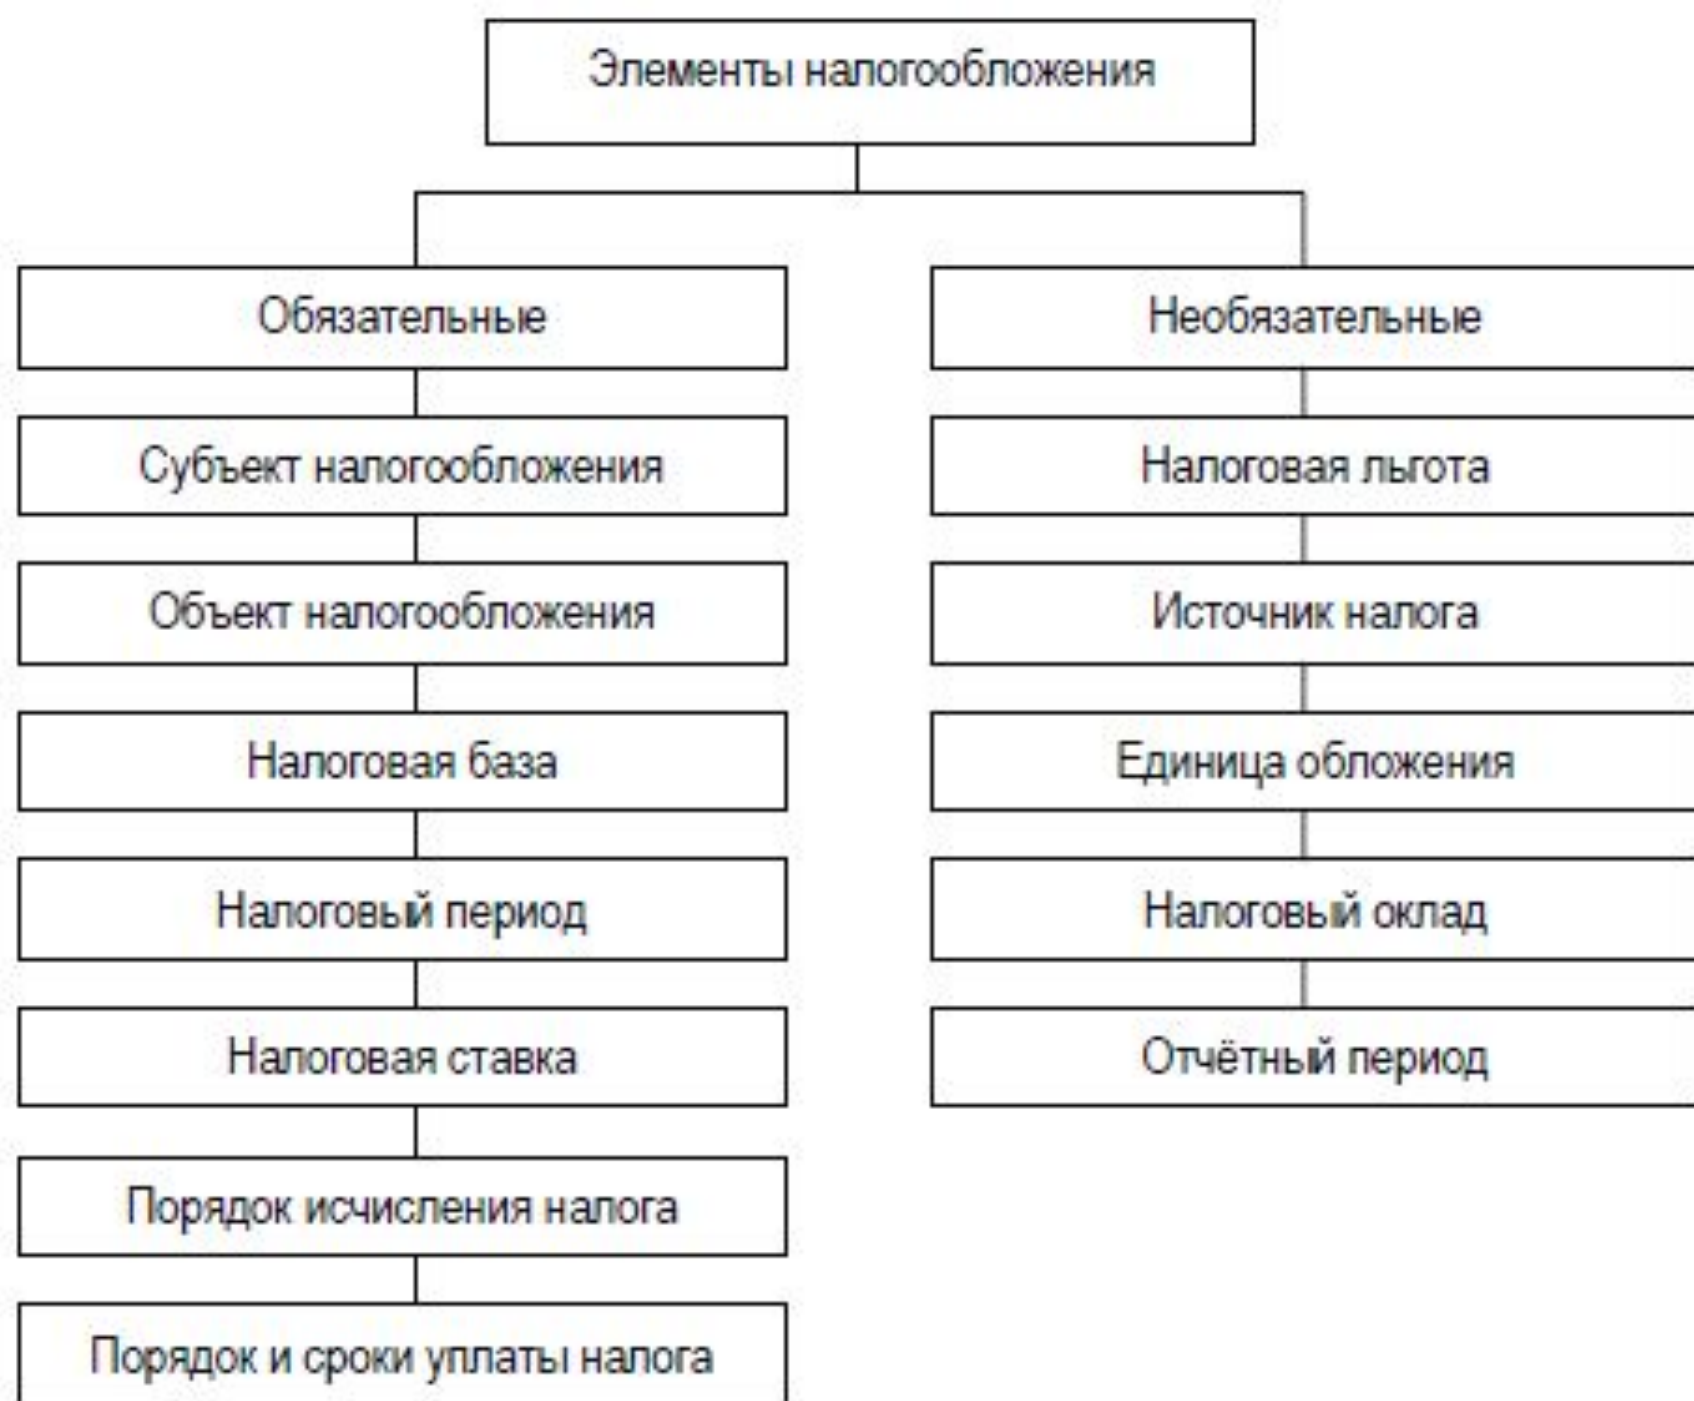 Элементы налогообложения
Обязательные
Необязательные
Субъект налогообложения
Налоговая льгота
Объект налогообложения
Источник налога
Налоговая база
Единица обложения
Налоговый период
Налоговый оклад
Налоговая ставка
Отчётный период
Порядок исчисления налога
Порядок и сроки уплаты налога